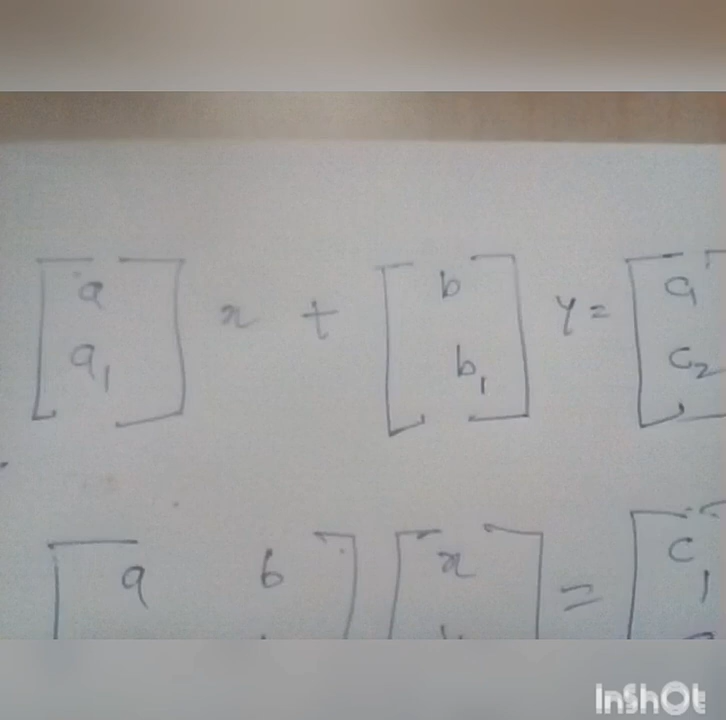 [a a₁] x + [b b₁] y = [c₁ c₂]
[a b] [x] = [c₁]
InShOt